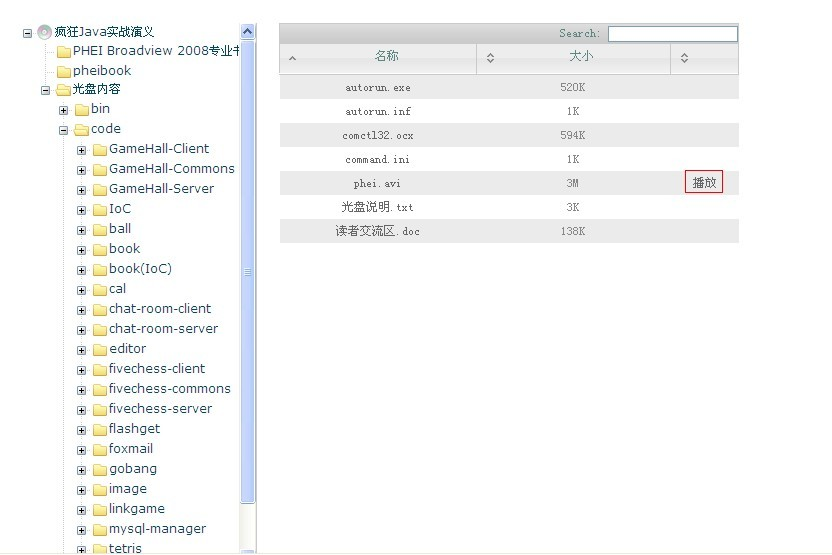 疯狂Java实战演义
PHEI Broadview 2008专业书
pheibook
光盘内容
bin
code
GameHall-Client
GameHall-Commons
GameHall-Server
IoC
ball
book
book(IoC)
cal
chat-room-client
chat-room-server
editor
fivechess-client
fivechess-commons
fivechess-server
flashget
foxmail
gobang
image
linkgame
mysql-manager
tetris
Search:
名称 大小
autorun.exe 520K
autorun.inf 1K
comctl32.ocx 594K
command.ini 1K
phei.avi 3M 播放
光盘说明.txt 3K
读者交流区.doc 138K